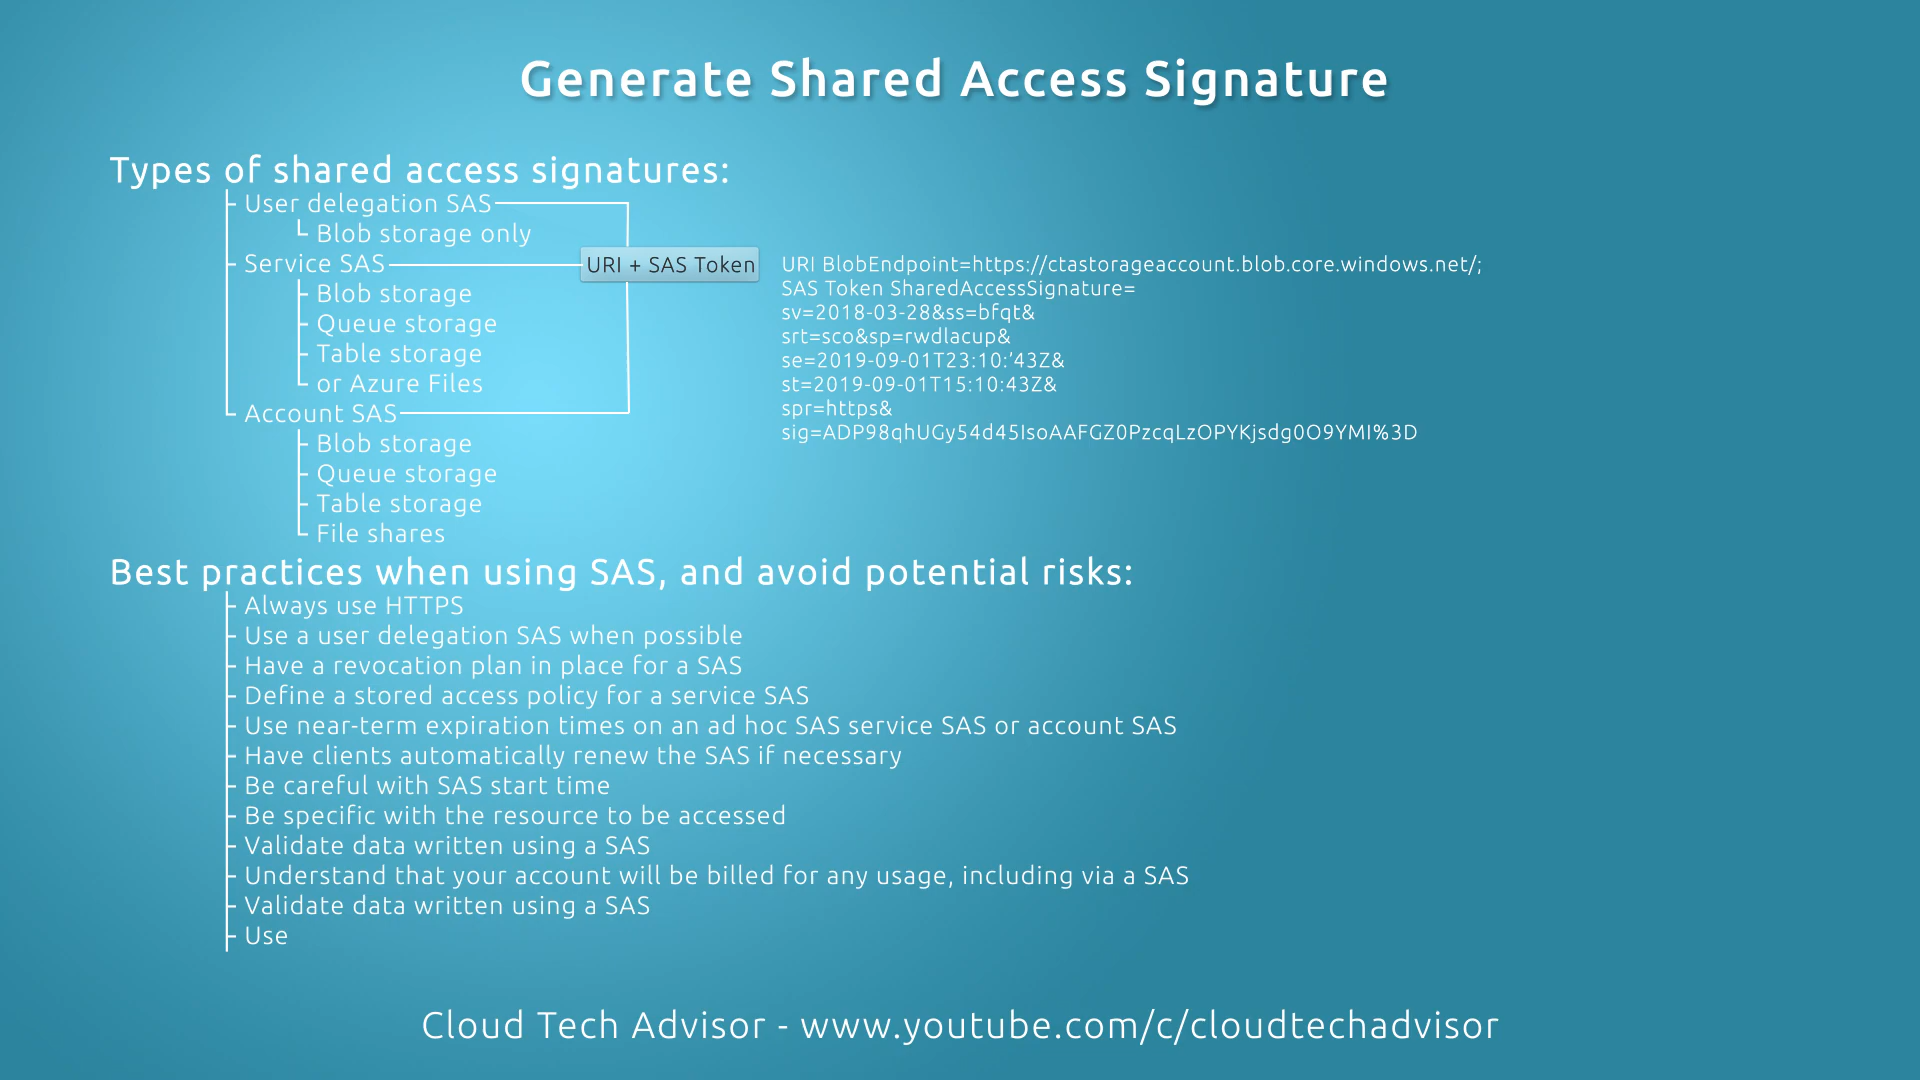 Generate Shared Access Signature
Types of shared access signatures:
User delegation SAS
Blob storage only
Service SAS
Blob storage
Queue storage
Table storage
or Azure Files
Account SAS
Blob storage
Queue storage
Table storage
File shares
URI + SAS Token
URI BlobEndpoint=https://ctastorageaccount.blob.core.windows.net/;
SAS Token SharedAccessSignature=
sv=2018-03-28&ss=bfqt&
srt=sco&sp=rwdlacup&
se=2019-09-01T23:10:'43Z&
st=2019-09-01T15:10:43Z&
spr=https&
sig=ADP98qhUGy54d45IsoAAFGZ0PzcqLzOPYKjsdg0O9YMI%3D
Best practices when using SAS, and avoid potential risks:
Always use HTTPS
Use a user delegation SAS when possible
Have a revocation plan in place for a SAS
Define a stored access policy for a service SAS
Use near-term expiration times on an ad hoc SAS service SAS or account SAS
Have clients automatically renew the SAS if necessary
Be careful with SAS start time
Be specific with the resource to be accessed
Validate data written using a SAS
Understand that your account will be billed for any usage, including via a SAS
Validate data written using a SAS
Use
Cloud Tech Advisor - www.youtube.com/c/cloudtechadvisor